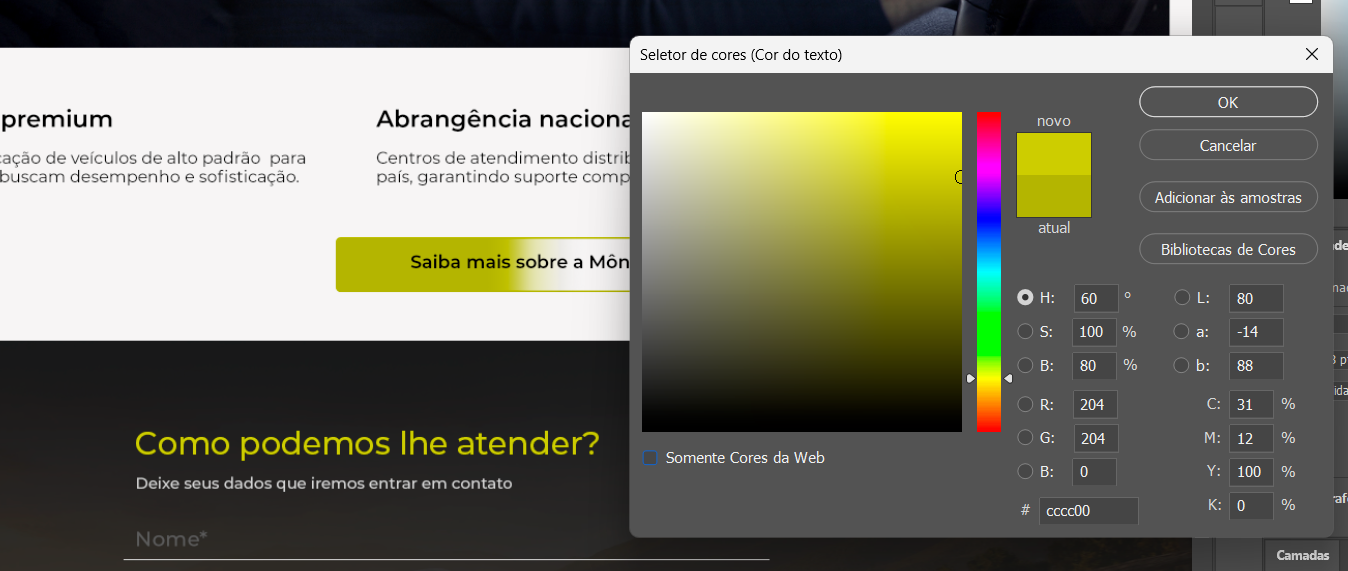 premium
cação de veículos de alto padrão para
buscam desempenho e sofisticação.
Abrangência naciona
Centros de atendimento distrib
país, garantindo suporte comp
Saiba mais sobre a Môn
Como podemos lhe atender?
Deixe seus dados que iremos entrar em contato
Nome*
Seletor de cores (Cor do texto)
novo
atual
OK
Cancelar
Adicionar às amostras
Bibliotecas de Cores
H: 60 ° L: 80
S: 100 % a: -14
B: 80 % b: 88
R: 204 C: 31 %
G: 204 M: 12 %
B: 0 Y: 100 %
# cccc00 K: 0 %
Somente Cores da Web
Camadas